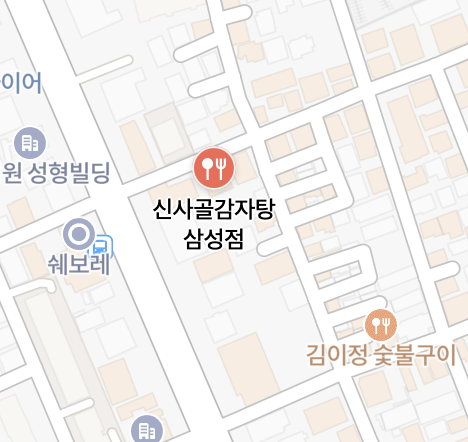 이어
원 성형빌딩
신사골감자탕
삼성점
쉐보레
김이정 숯불구이